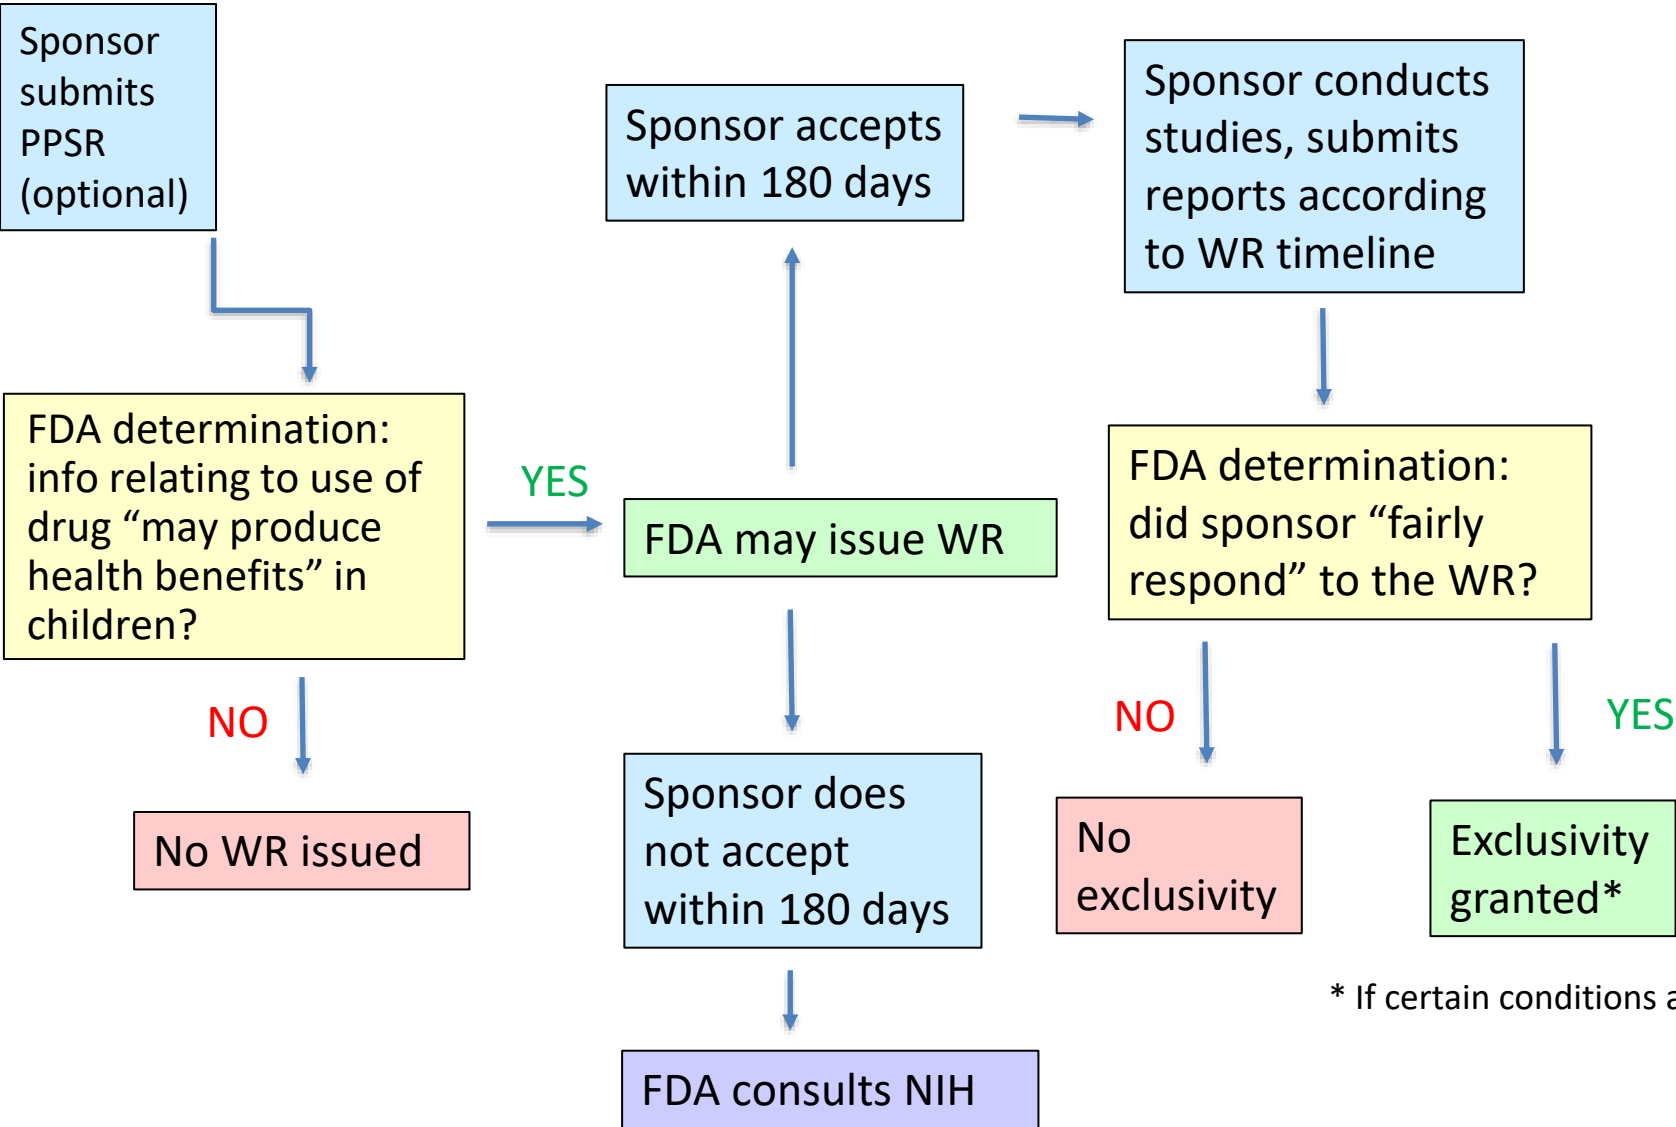 Sponsor
submits
PPSR
(optional)
FDA determination:
info relating to use of
drug “may produce
health benefits” in
children?
YES
NO
No WR issued
FDA may issue WR
Sponsor accepts
within 180 days
Sponsor does
not accept
within 180 days
FDA consults NIH
Sponsor conducts
studies, submits
reports according
to WR timeline
FDA determination:
did sponsor “fairly
respond” to the WR?
NO
YES
No
exclusivity
Exclusivity
granted*
* If certain conditions